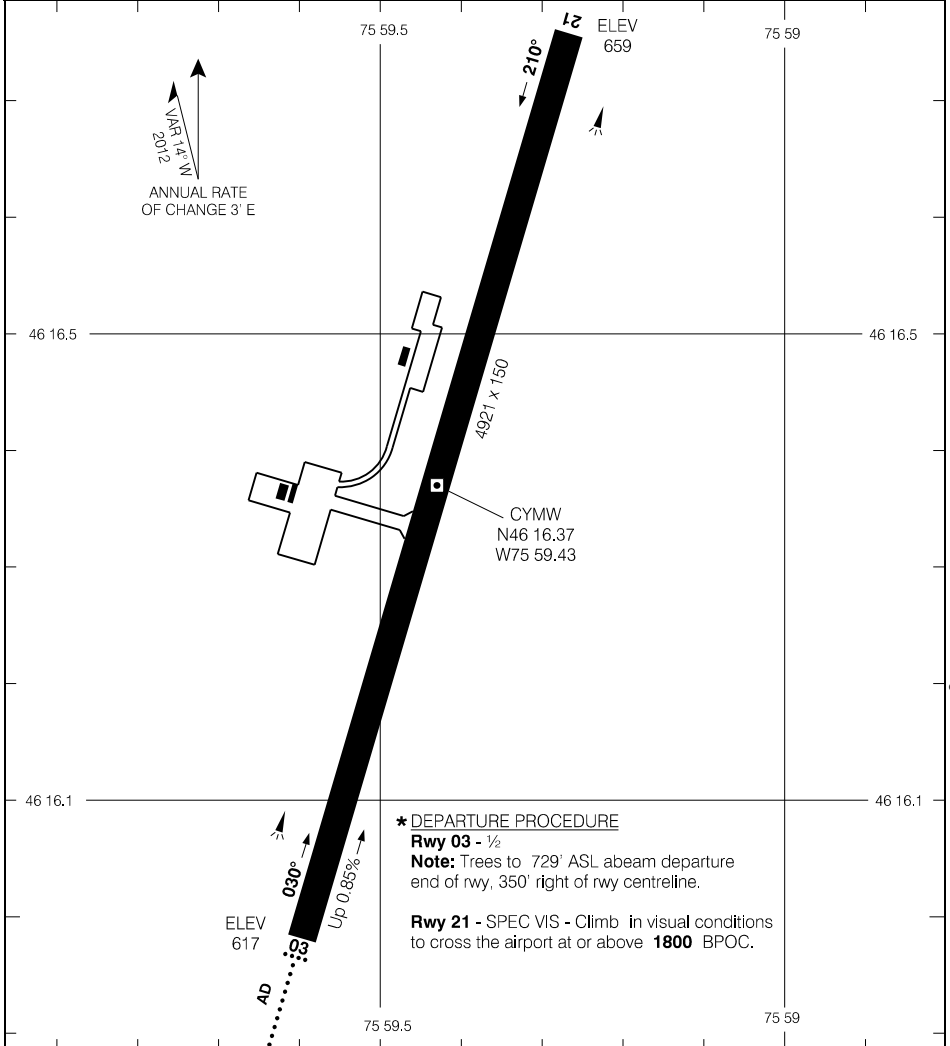 75 59.5
21
ELEV
659
75 59
210°
VAR 14° W
2012
ANNUAL RATE
OF CHANGE 3' E
46 16.5
46 16.5
4921 x 150
CYMW
N46 16.37
W75 59.43
46 16.1
46 16.1
* DEPARTURE PROCEDURE
Rwy 03 - ½
Note: Trees to 729' ASL abeam departure
end of rwy, 350' right of rwy centreline.
Rwy 21 - SPEC VIS - Climb in visual conditions
to cross the airport at or above 1800 BPOC.
030°
Up 0.85%
ELEV
617
03
AD
75 59.5
75 59